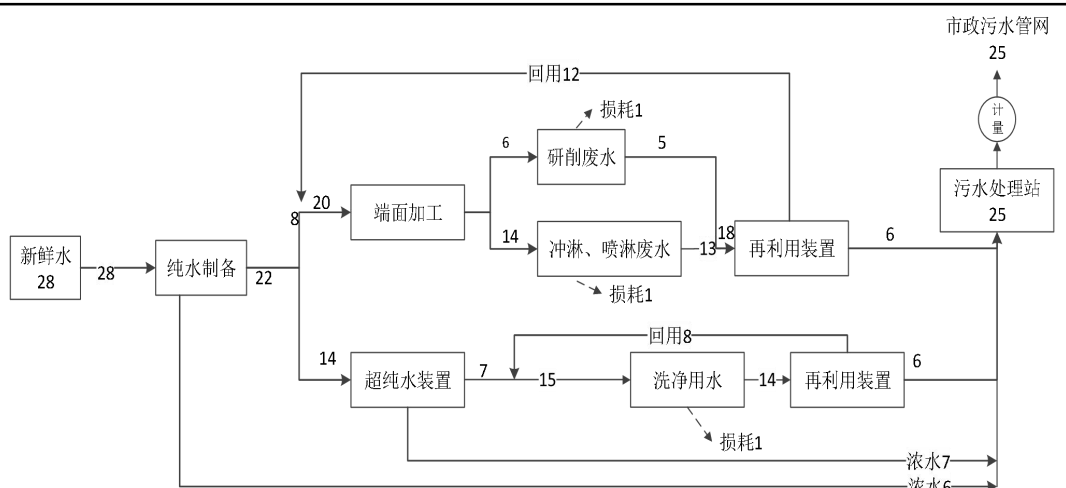 市政污水管网
25
计量
回用12
损耗1
6
研削废水
5
污水处理站
25
20
8
端面加工
14
冲淋、喷淋废水
13
18
再利用装置
6
新鲜水
28
28
纯水制备
22
损耗1
回用8
14
超纯水装置
7
15
洗净用水
14
再利用装置
6
损耗1
浓水7
浓水6